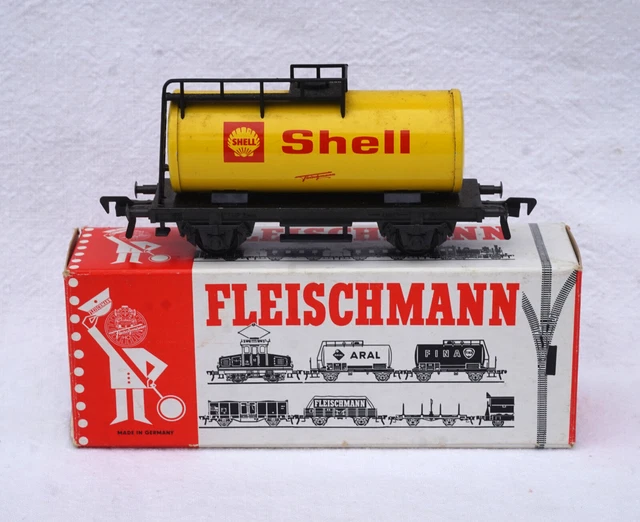 SHELL
Shell
Fleischmann
FLEISCHMANN
ARAL
FINA
FLEISCHMANN
MADE IN GERMANY